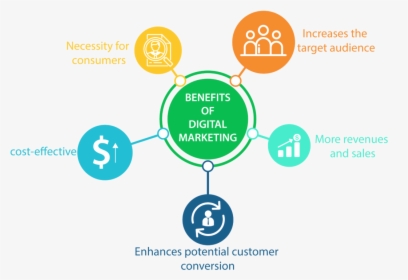 Necessity for
consumers
Increases the
target audience
BENEFITS
OF
DIGITAL
MARKETING
cost-effective
$
More revenues
and sales
Enhances potential customer
conversion